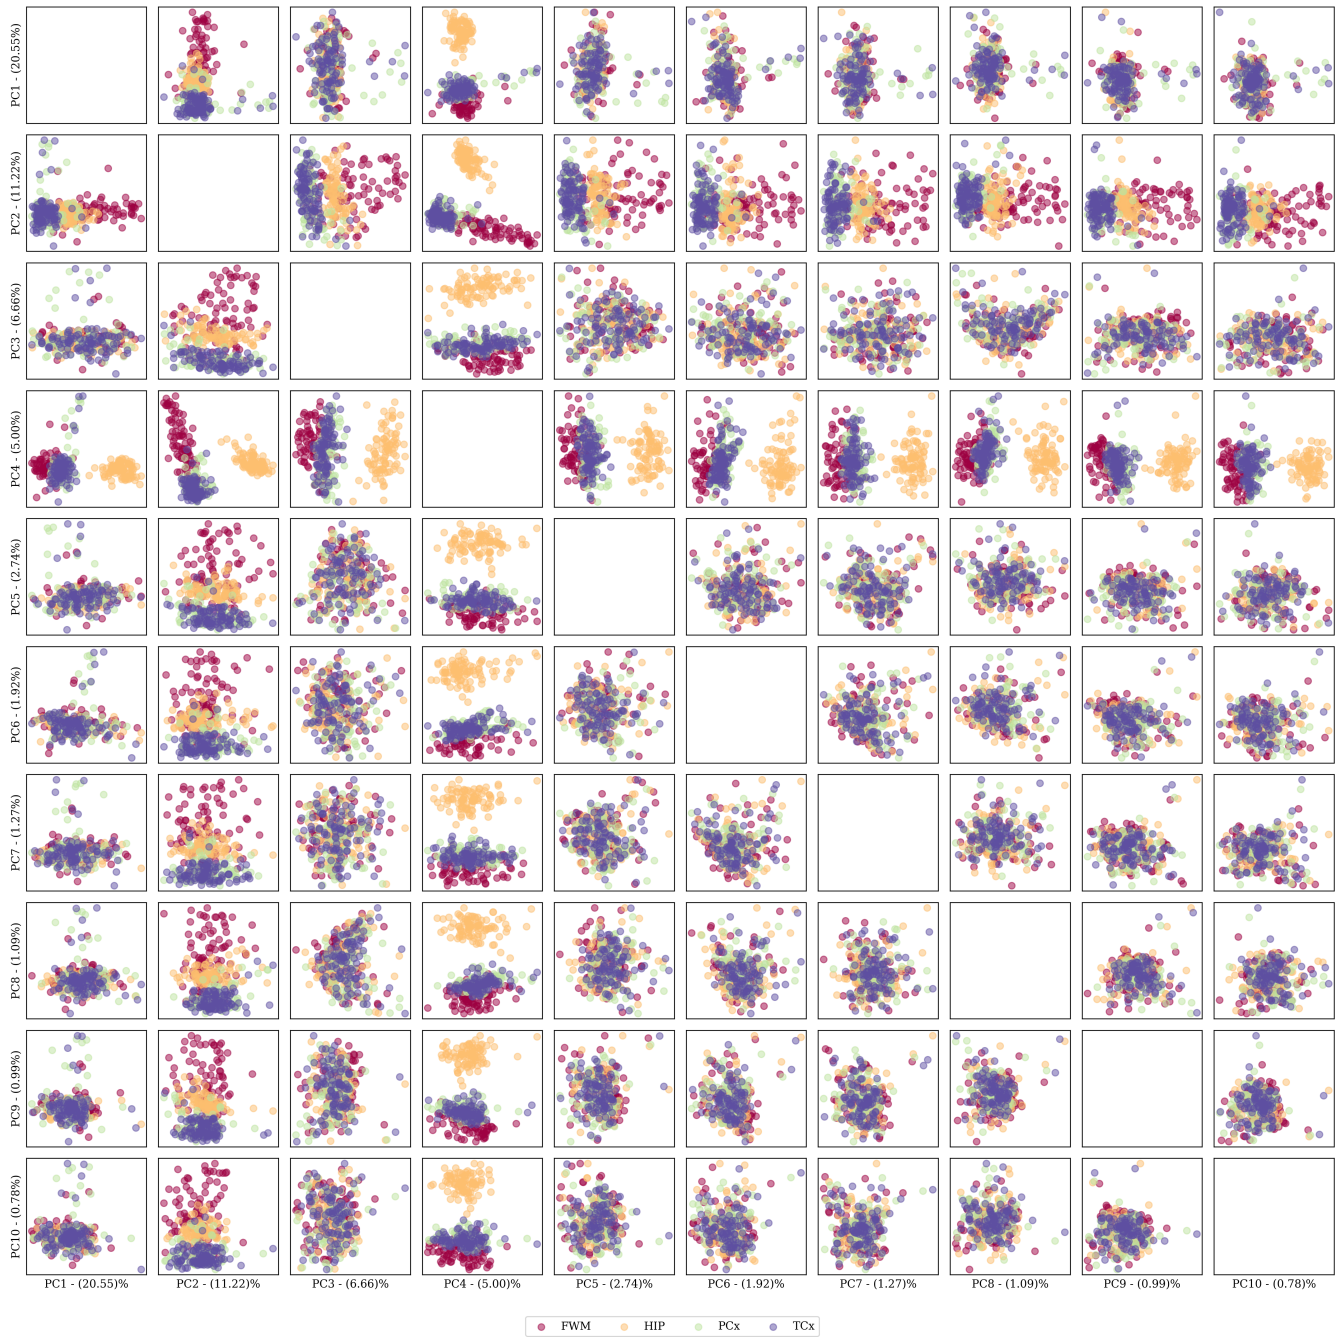 PC1 - (20.55%)
PC2 - (11.22%)
PC3 - (6.66%)
PC4 - (5.00%)
PC5 - (2.74%)
PC6 - (1.92%)
PC7 - (1.27%)
PC8 - (1.09%)
PC9 - (0.99%)
PC10 - (0.78%)
PC1 - (20.55)% PC2 - (11.22)% PC3 - (6.66)% PC4 - (5.00)% PC5 - (2.74)% PC6 - (1.92)% PC7 - (1.27)% PC8 - (1.09)% PC9 - (0.99)% PC10 - (0.78)%
FWM HIP PCx TCx